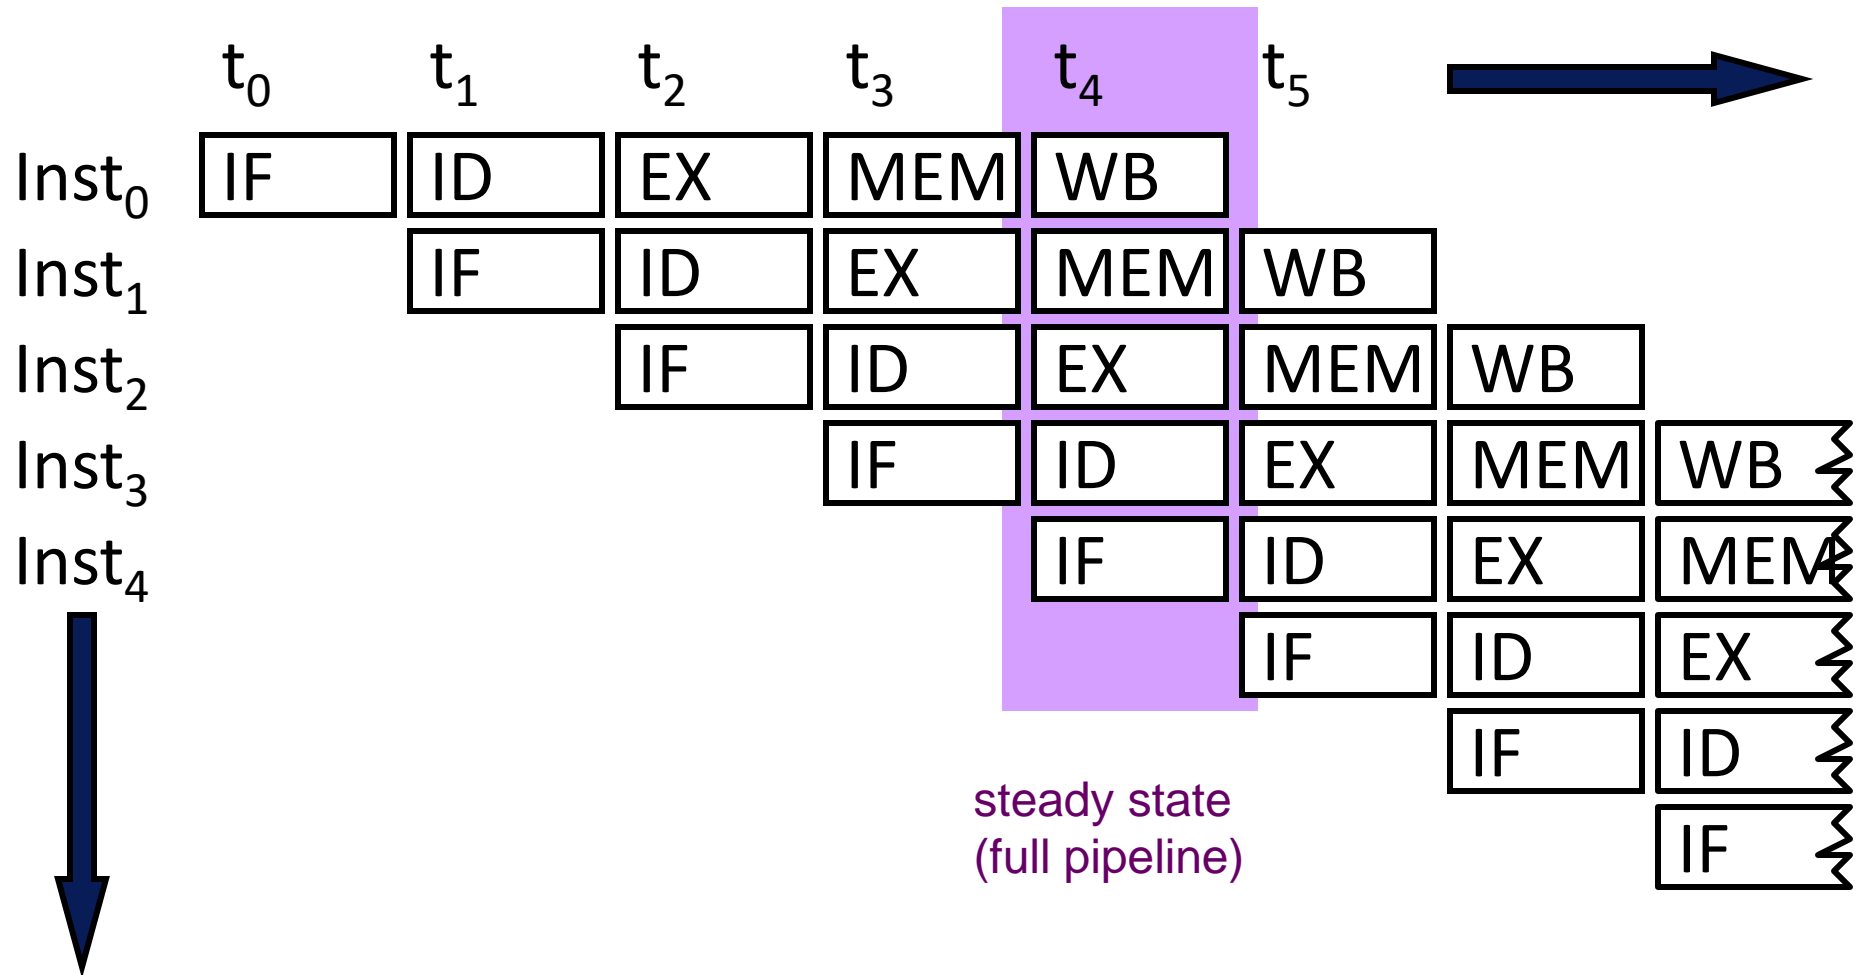 t₀ t₁ t₂ t₃ t₄ t₅
Inst₀ IF ID EX MEM WB
Inst₁ IF ID EX MEM WB
Inst₂ IF ID EX MEM WB
Inst₃ IF ID EX MEM WB
Inst₄ IF ID EX MEM
IF ID EX
IF ID
IF
steady state
(full pipeline)